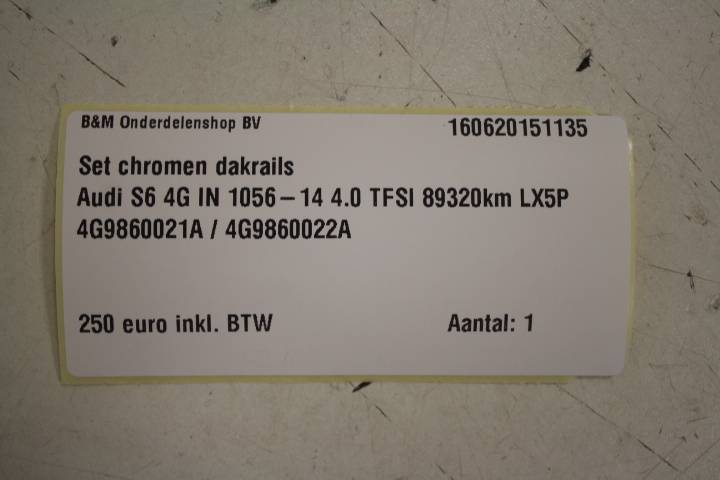 B&M Onderdelenshop BV 160620151135
Set chromen dakrails
Audi S6 4G IN 1056-14 4.0 TFSI 89320km LX5P
4G9860021A / 4G9860022A
250 euro inkl. BTW Aantal: 1